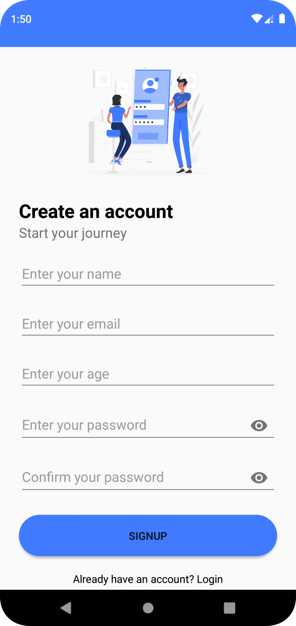 1:50
Create an account
Start your journey
Enter your name
Enter your email
Enter your age
Enter your password
Confirm your password
SIGNUP
Already have an account? Login